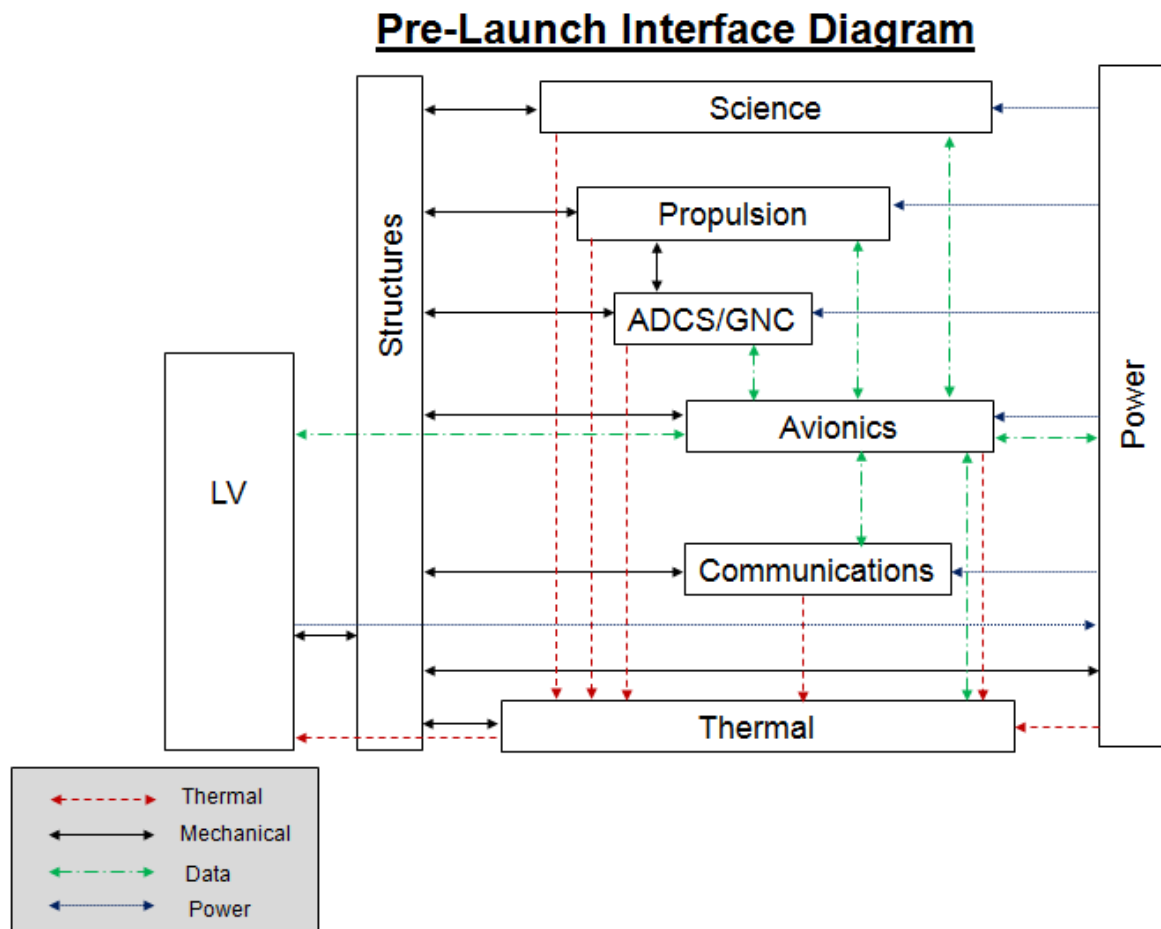 Pre-Launch Interface Diagram
Science
Propulsion
Structures
ADCS/GNC
Power
Avionics
LV
Communications
Thermal
Thermal
Mechanical
Data
Power